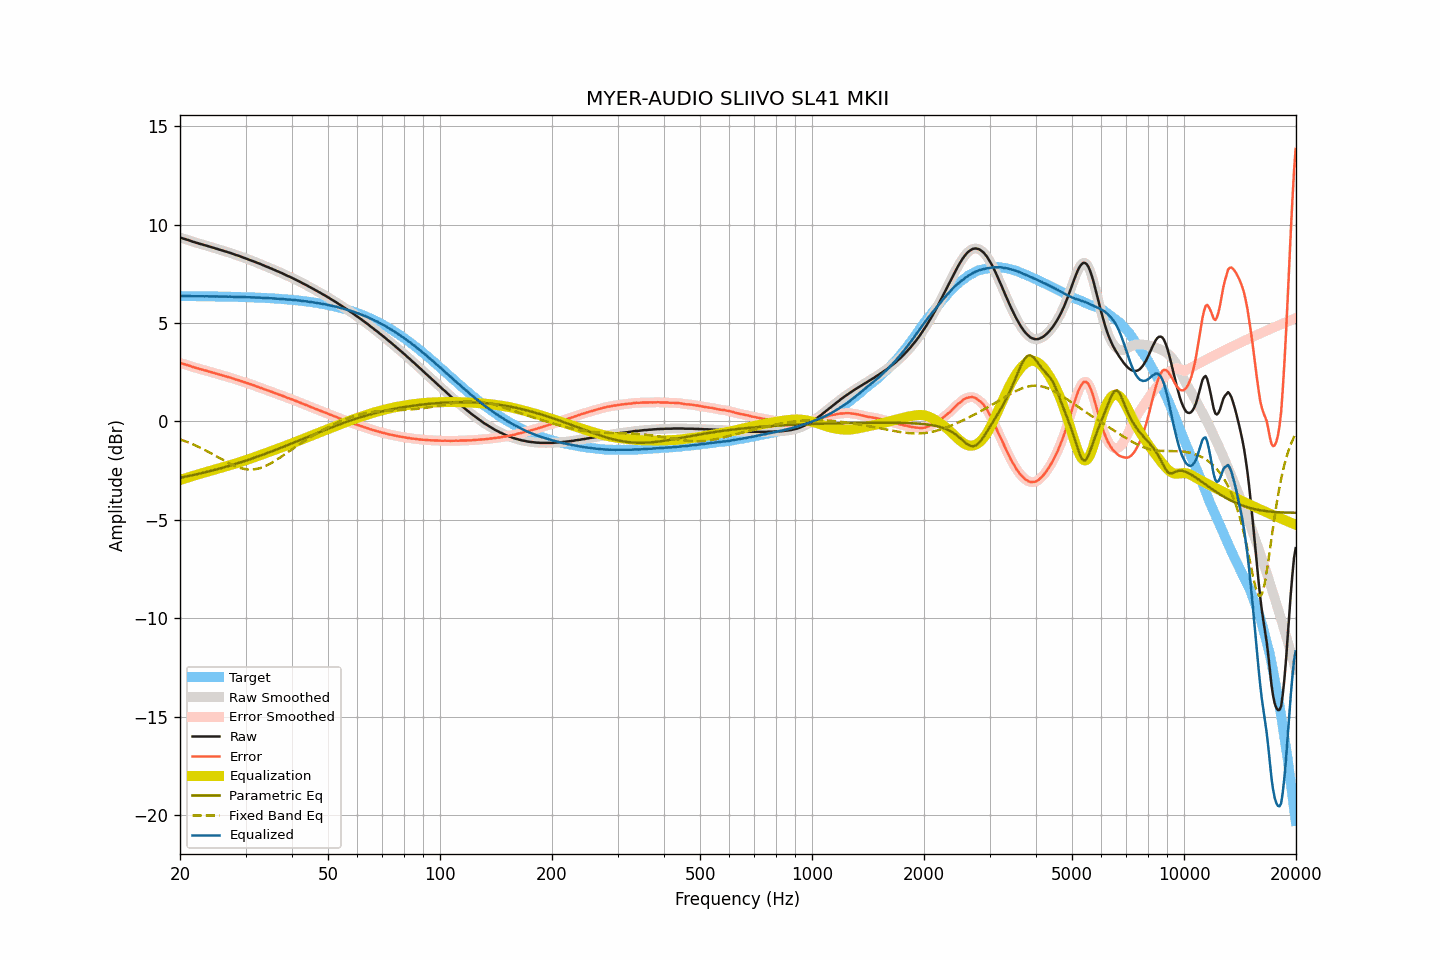 MYER-AUDIO SLIIVO SL41 MKII
15
10
5
0
−5
−10
−15
−20
Amplitude (dBr)
Target
Raw Smoothed
Error Smoothed
Raw
Error
Equalization
Parametric Eq
Fixed Band Eq
Equalized
20 50 100 200 500 1000 2000 5000 10000 20000
Frequency (Hz)